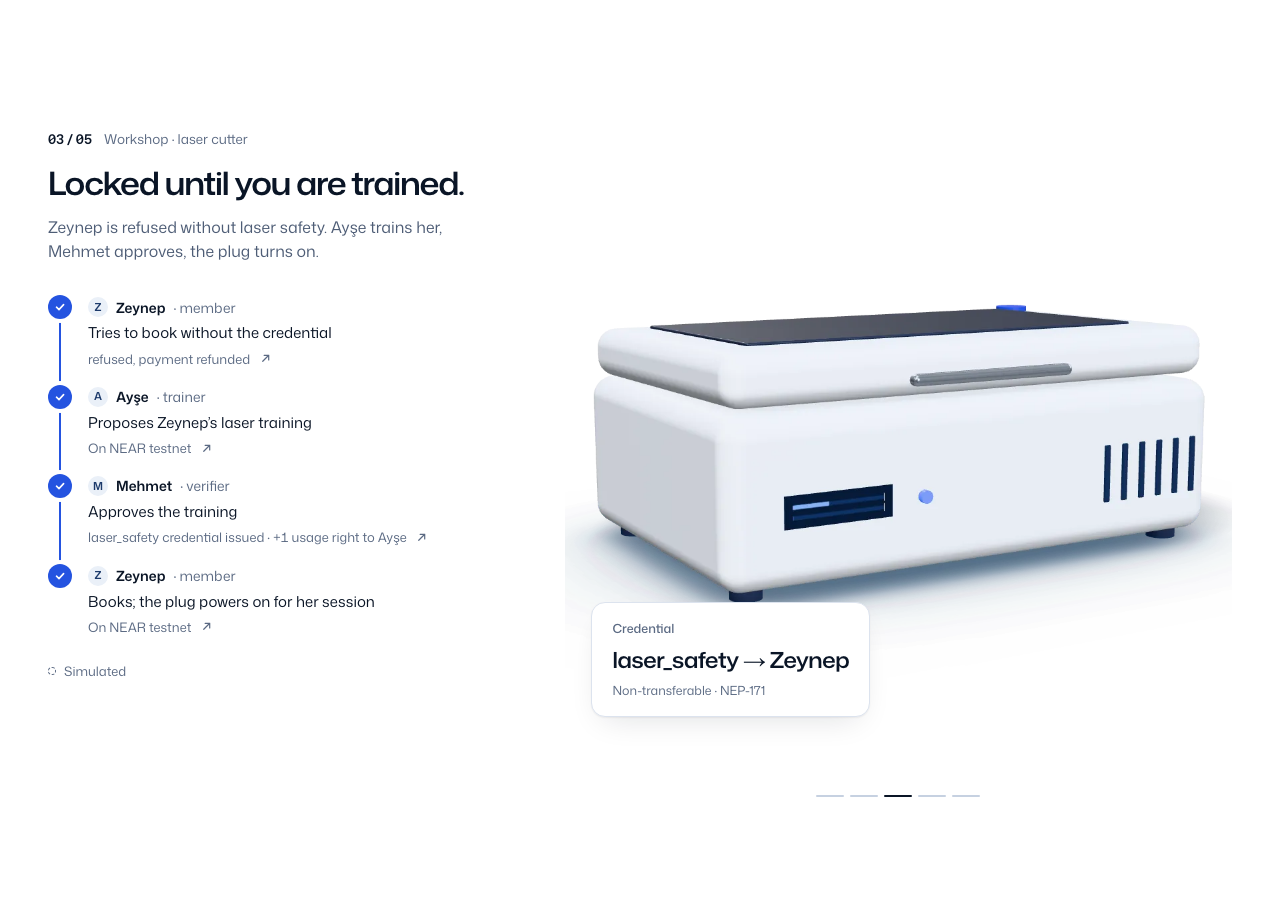 03 / 05 Workshop · laser cutter
Locked until you are trained.
Zeynep is refused without laser safety. Ayşe trains her,
Mehmet approves, the plug turns on.
Z Zeynep · member
Tries to book without the credential
refused, payment refunded ↗
A Ayşe · trainer
Proposes Zeynep’s laser training
On NEAR testnet ↗
M Mehmet · verifier
Approves the training
laser_safety credential issued · +1 usage right to Ayşe ↗
Z Zeynep · member
Books; the plug powers on for her session
On NEAR testnet ↗
Simulated
Credential
laser_safety → Zeynep
Non-transferable · NEP-171